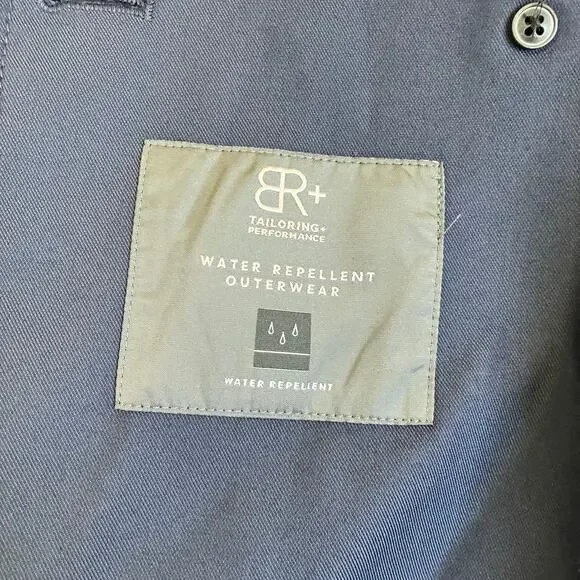 BR+
TAILORING+
PERFORMANCE
WATER REPELLENT
OUTERWEAR
WATER REPELLENT